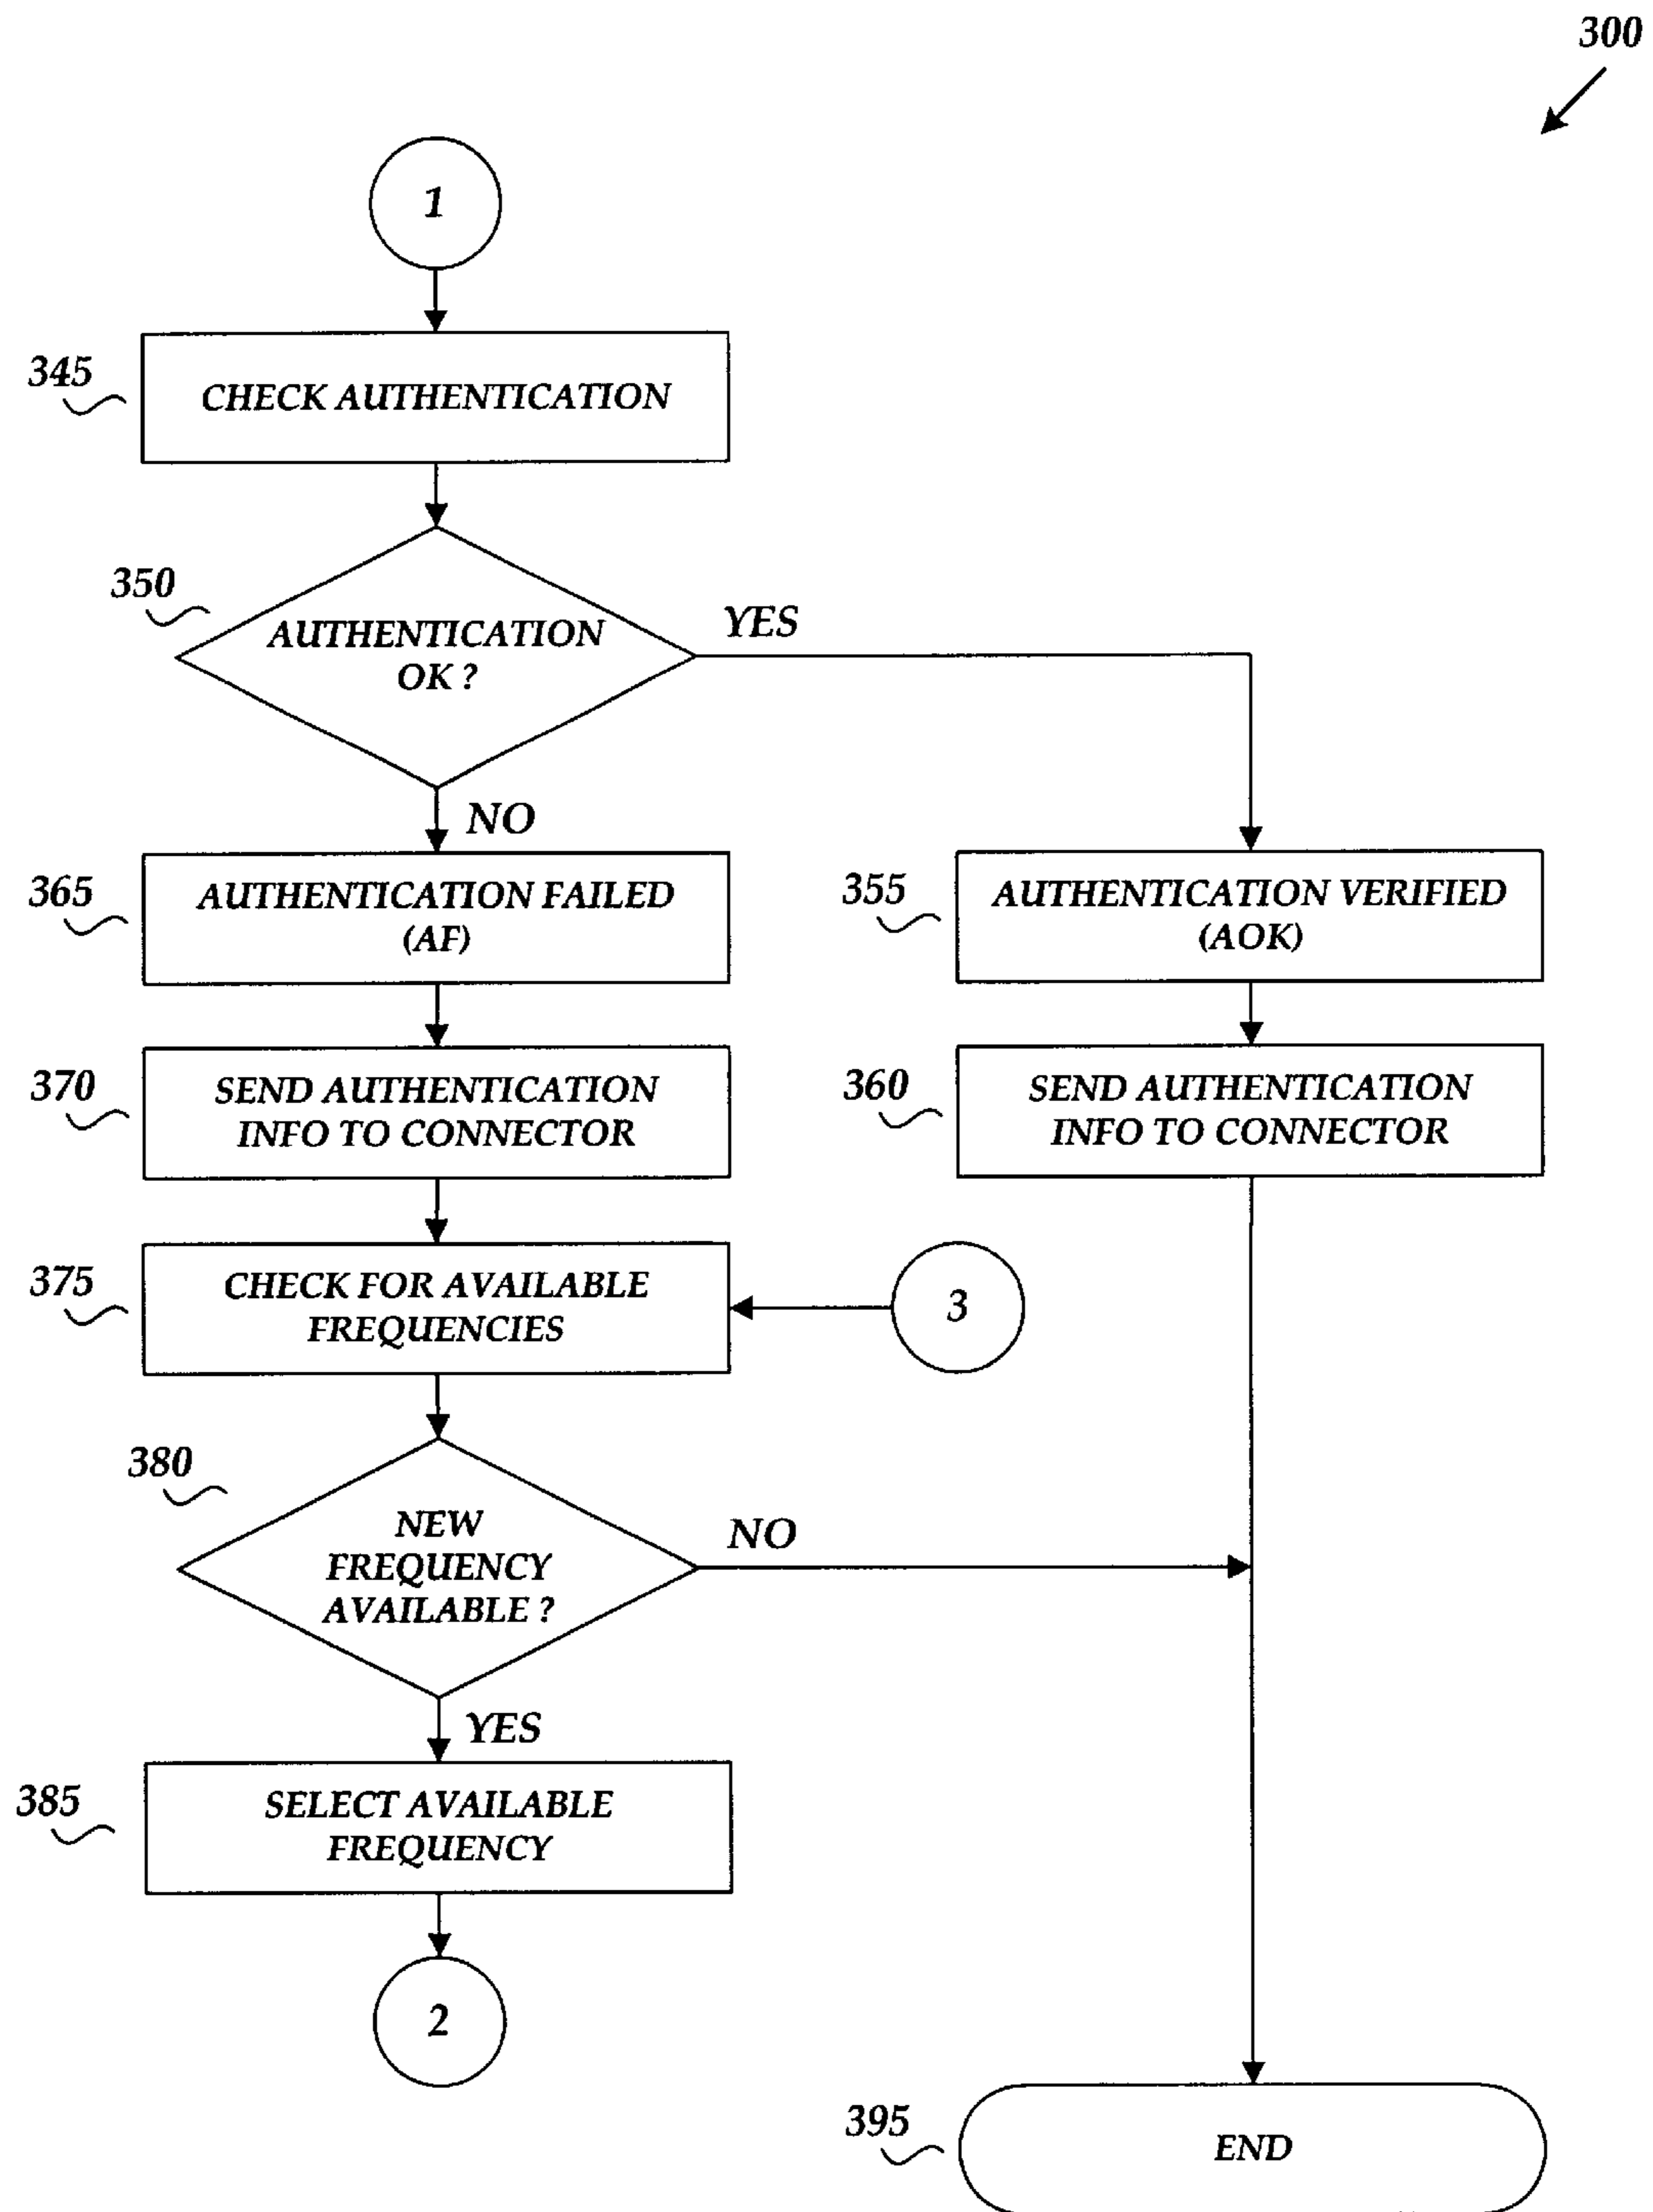 300
1
345
CHECK AUTHENTICATION
350
AUTHENTICATION
OK ?
YES
NO
365
AUTHENTICATION FAILED
(AF)
355
AUTHENTICATION VERIFIED
(AOK)
370
SEND AUTHENTICATION
INFO TO CONNECTOR
360
SEND AUTHENTICATION
INFO TO CONNECTOR
375
CHECK FOR AVAILABLE
FREQUENCIES
3
380
NEW
FREQUENCY
AVAILABLE ?
NO
YES
385
SELECT AVAILABLE
FREQUENCY
2
395
END